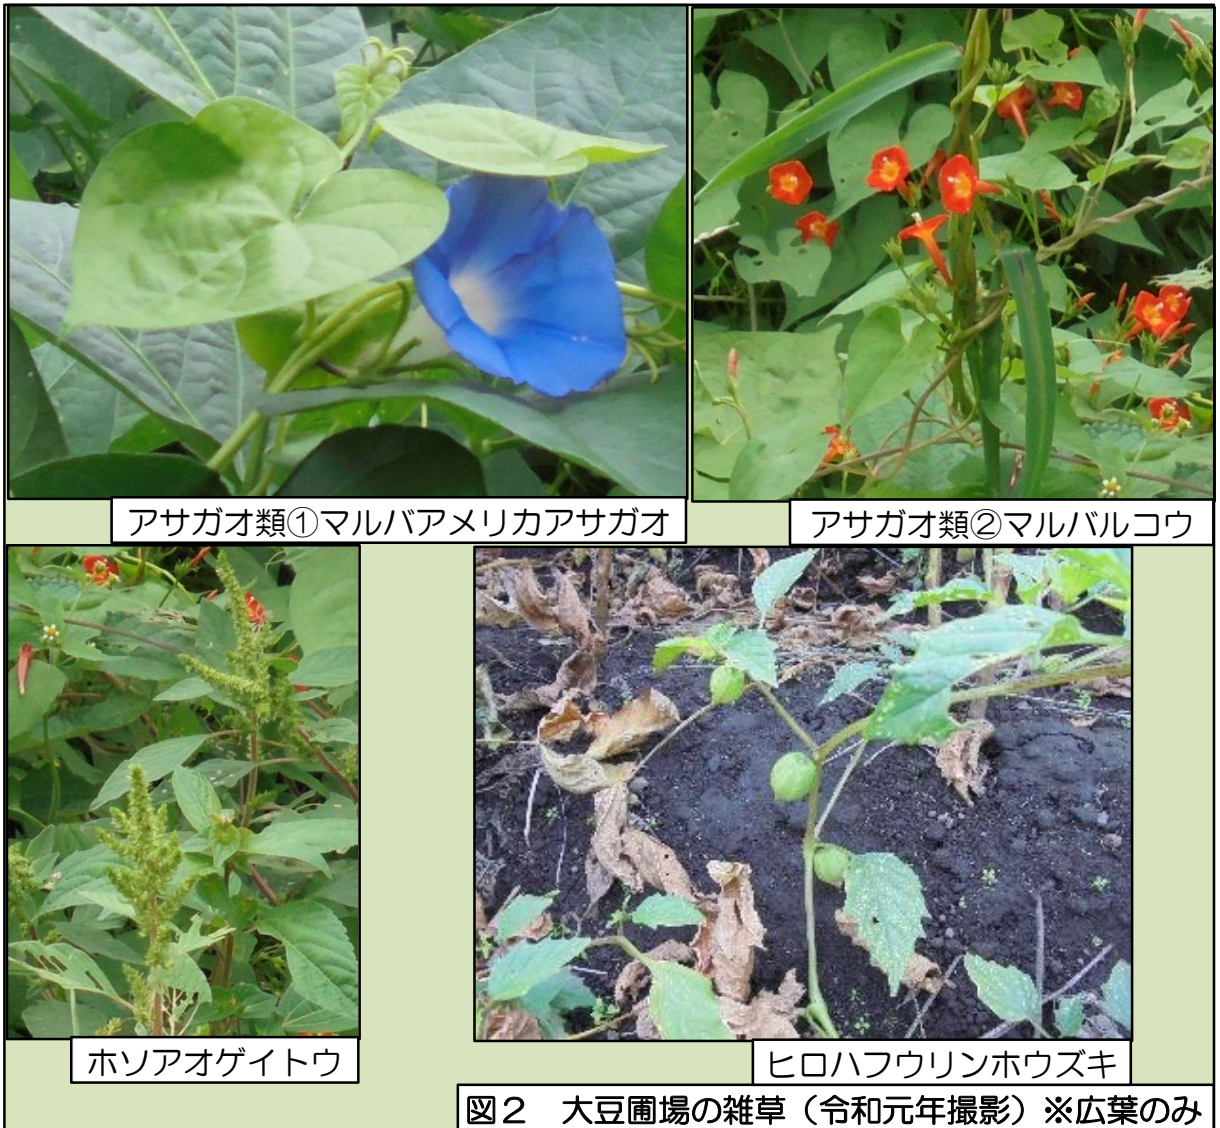 アサガオ類①マルバアメリカアサガオ
アサガオ類②マルバルコウ
ホソアオゲイトウ
ヒロハフウリンホウズキ
図２　大豆圃場の雑草（令和元年撮影）※広葉のみ